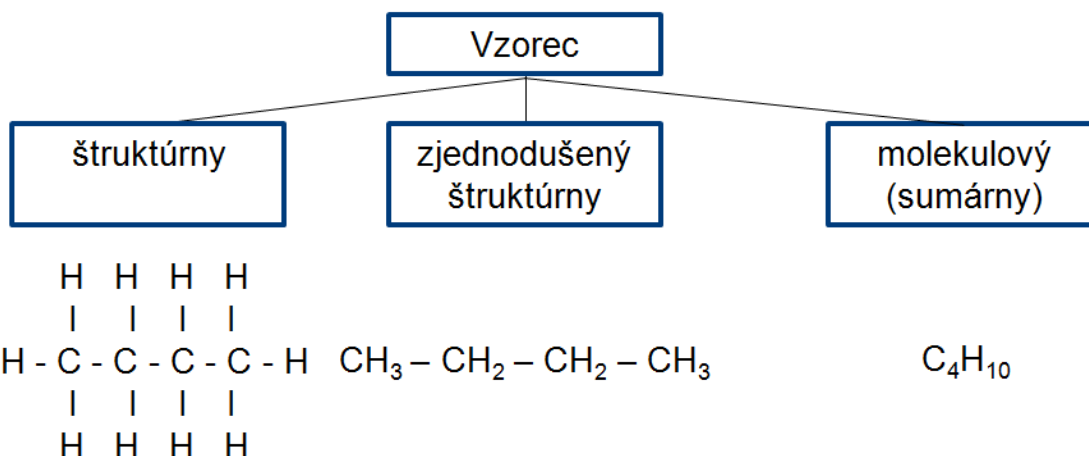 Vzorec
štruktúrny
zjednodušený
štruktúrny
molekulový
(sumárny)
H H H H
I I I I
H - C - C - C - C - H
I I I I
H H H H
CH₃ – CH₂ – CH₂ – CH₃
C₄H₁₀